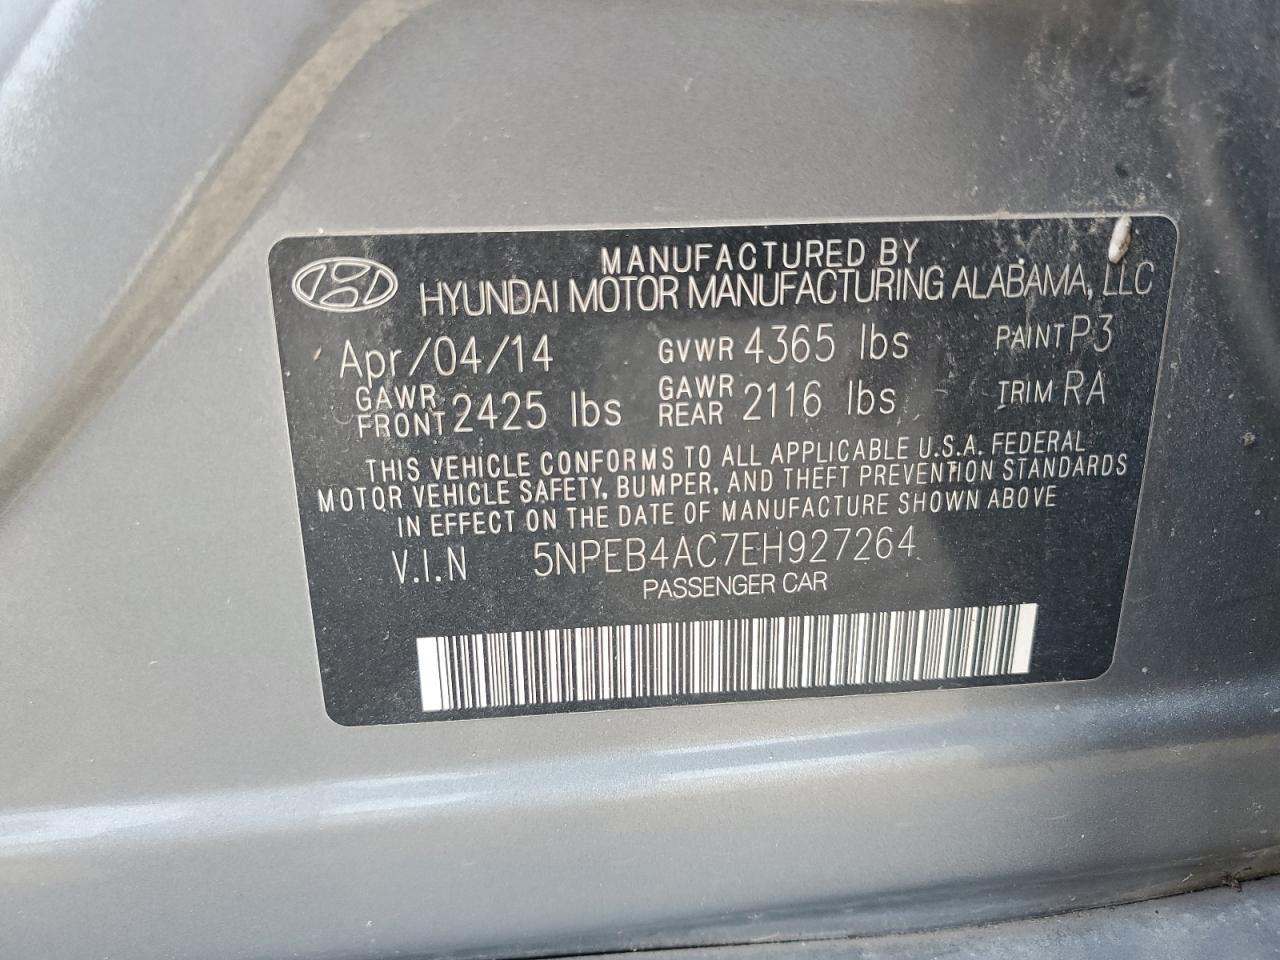 MANUFACTURED BY
HYUNDAI MOTOR MANUFACTURING ALABAMA, LLC
Apr/04/14 GVWR 4365 lbs PAINT P3
GAWR FRONT 2425 lbs GAWR REAR 2116 lbs TRIM RA
THIS VEHICLE CONFORMS TO ALL APPLICABLE U.S.A. FEDERAL
MOTOR VEHICLE SAFETY, BUMPER, AND THEFT PREVENTION STANDARDS
IN EFFECT ON THE DATE OF MANUFACTURE SHOWN ABOVE
V.I.N 5NPEB4AC7EH927264
PASSENGER CAR